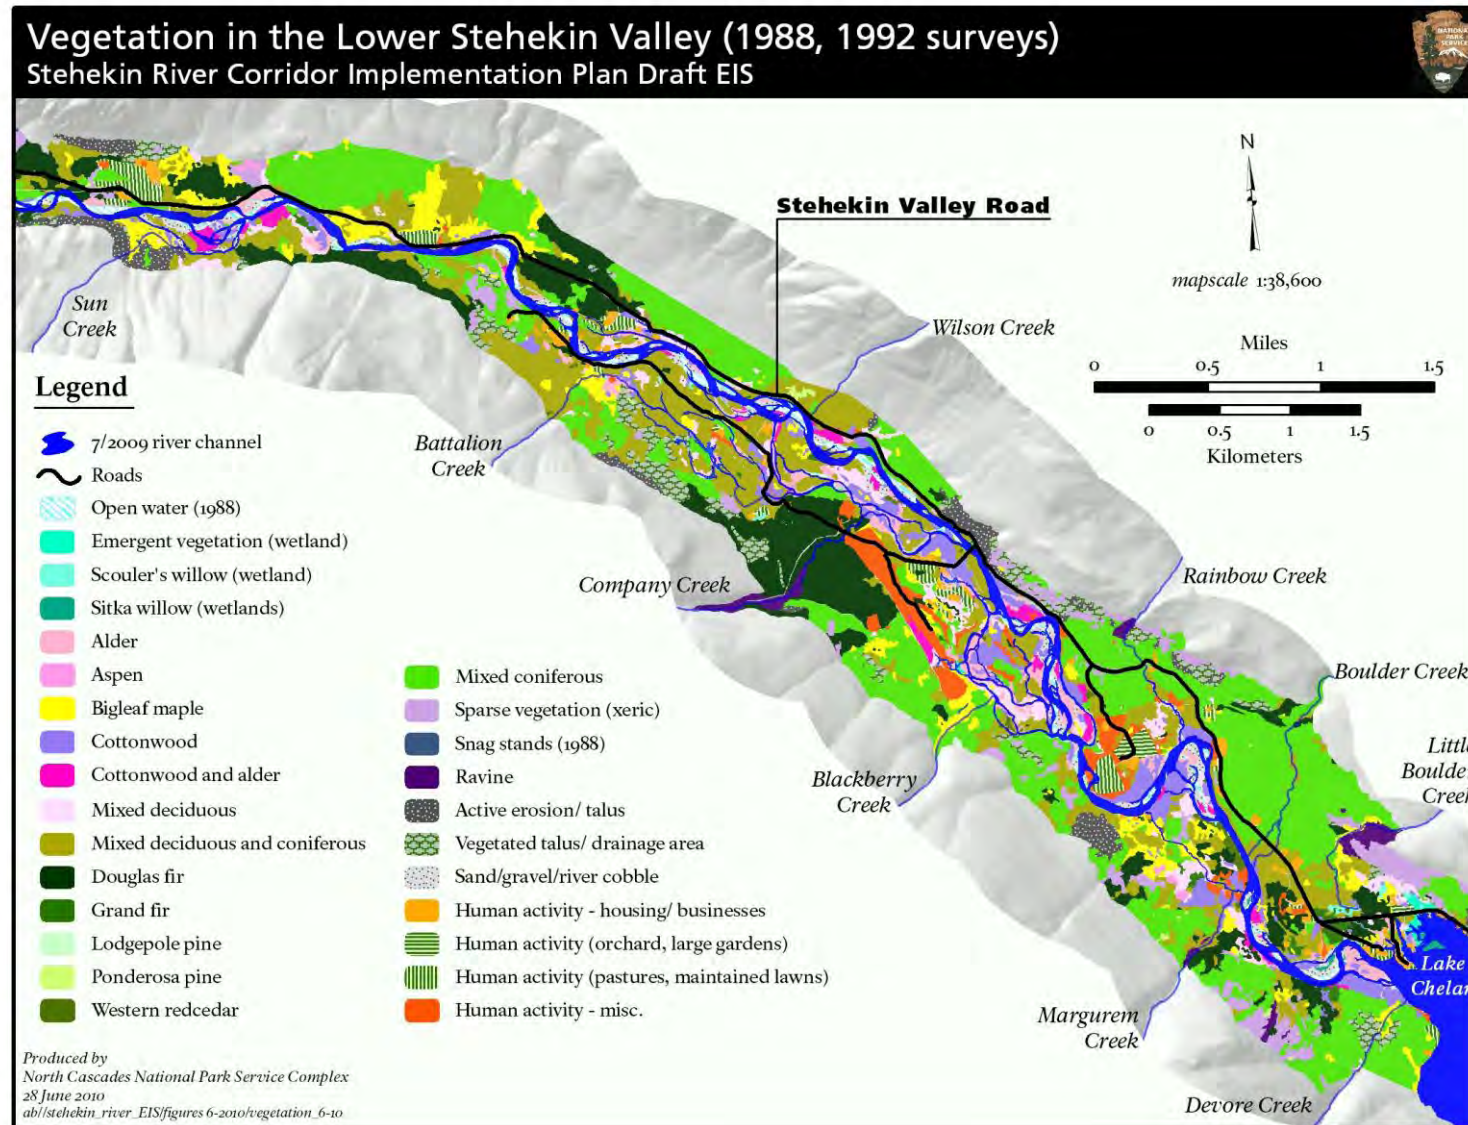 Vegetation in the Lower Stehekin Valley (1988, 1992 surveys)
Stehekin River Corridor Implementation Plan Draft EIS
NATIONAL
PARK
SERVICE
N
Stehekin Valley Road
mapscale 1:38,600
Miles
0 0.5 1 1.5
0 0.5 1 1.5
Kilometers
Sun
Creek
Wilson Creek
Battalion
Creek
Company Creek
Rainbow Creek
Boulder Creek
Little
Boulder
Creek
Blackberry
Creek
Margurem
Creek
Devore Creek
Lake
Chelan
Legend
7/2009 river channel
Roads
Open water (1988)
Emergent vegetation (wetland)
Scouler's willow (wetland)
Sitka willow (wetlands)
Alder
Aspen
Bigleaf maple
Cottonwood
Cottonwood and alder
Mixed deciduous
Mixed deciduous and coniferous
Douglas fir
Grand fir
Lodgepole pine
Ponderosa pine
Western redcedar
Mixed coniferous
Sparse vegetation (xeric)
Snag stands (1988)
Ravine
Active erosion/ talus
Vegetated talus/ drainage area
Sand/gravel/river cobble
Human activity - housing/ businesses
Human activity (orchard, large gardens)
Human activity (pastures, maintained lawns)
Human activity - misc.
Produced by
North Cascades National Park Service Complex
28 June 2010
ab//stehekin_river_EIS/figures 6-2010/vegetation_6-10